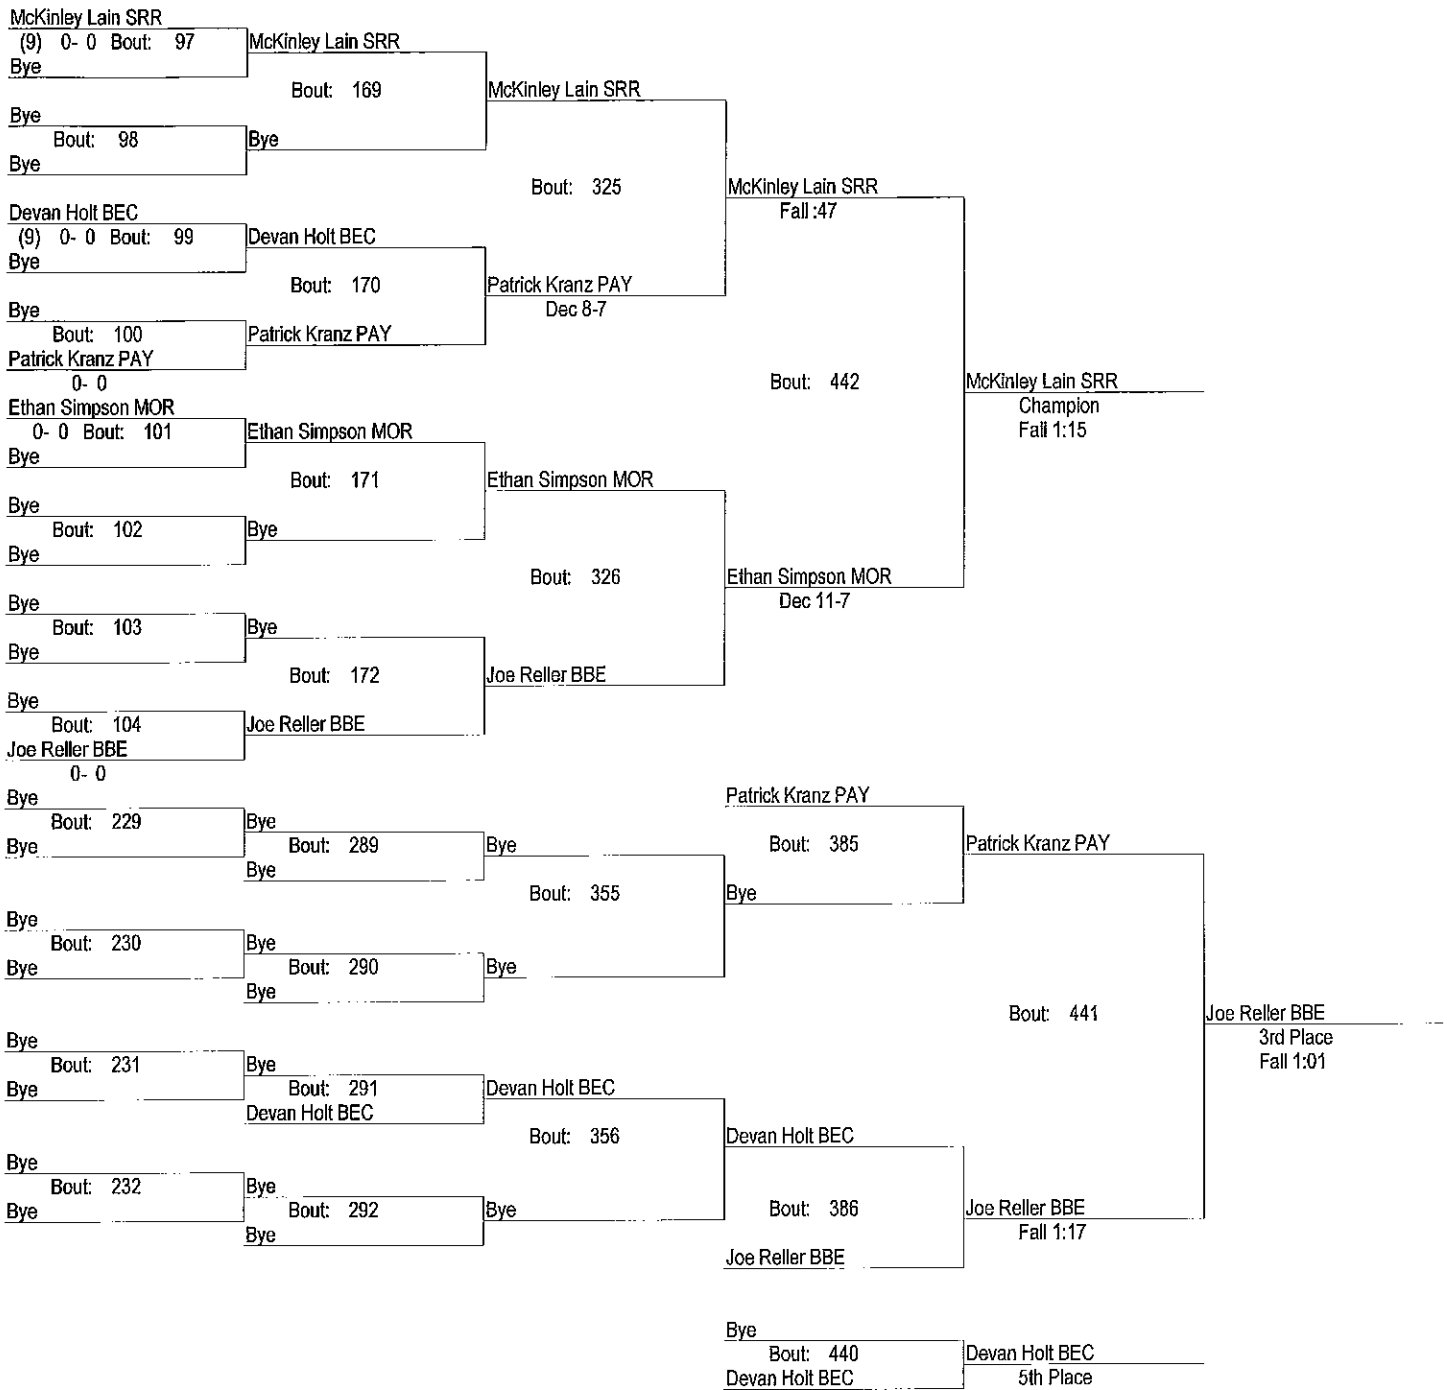 McKinley Lain SRR
(9) 0- 0 Bout: 97
McKinley Lain SRR
Bye
Bout: 169
McKinley Lain SRR
Bye
Bout: 98
Bye
Bye
Bout: 325
McKinley Lain SRR
Fall :47
Devan Holt BEC
(9) 0- 0 Bout: 99
Devan Holt BEC
Bye
Bout: 170
Patrick Kranz PAY
Dec 8-7
Bye
Bout: 100
Patrick Kranz PAY
Patrick Kranz PAY
0- 0
Bout: 442
McKinley Lain SRR
Champion
Fall 1:15
Ethan Simpson MOR
0- 0 Bout: 101
Ethan Simpson MOR
Bye
Bout: 171
Ethan Simpson MOR
Bye
Bout: 102
Bye
Bye
Bout: 326
Ethan Simpson MOR
Dec 11-7
Bye
Bout: 103
Bye
Bye
Bout: 172
Joe Reller BBE
Bye
Bout: 104
Joe Reller BBE
Joe Reller BBE
0- 0
Bye
Bout: 229
Bye
Bye
Bout: 289
Bye
Bye
Patrick Kranz PAY
Bout: 385
Patrick Kranz PAY
Bout: 355
Bye
Bye
Bout: 230
Bye
Bye
Bout: 290
Bye
Bye
Bout: 441
Joe Reller BBE
3rd Place
Fall 1:01
Bye
Bout: 231
Bye
Bye
Bout: 291
Devan Holt BEC
Devan Holt BEC
Bout: 356
Devan Holt BEC
Bye
Bout: 232
Bye
Bye
Bout: 292
Bye
Bye
Bout: 386
Joe Reller BBE
Fall 1:17
Joe Reller BBE
Bye
Bout: 440
Devan Holt BEC
Devan Holt BEC
5th Place